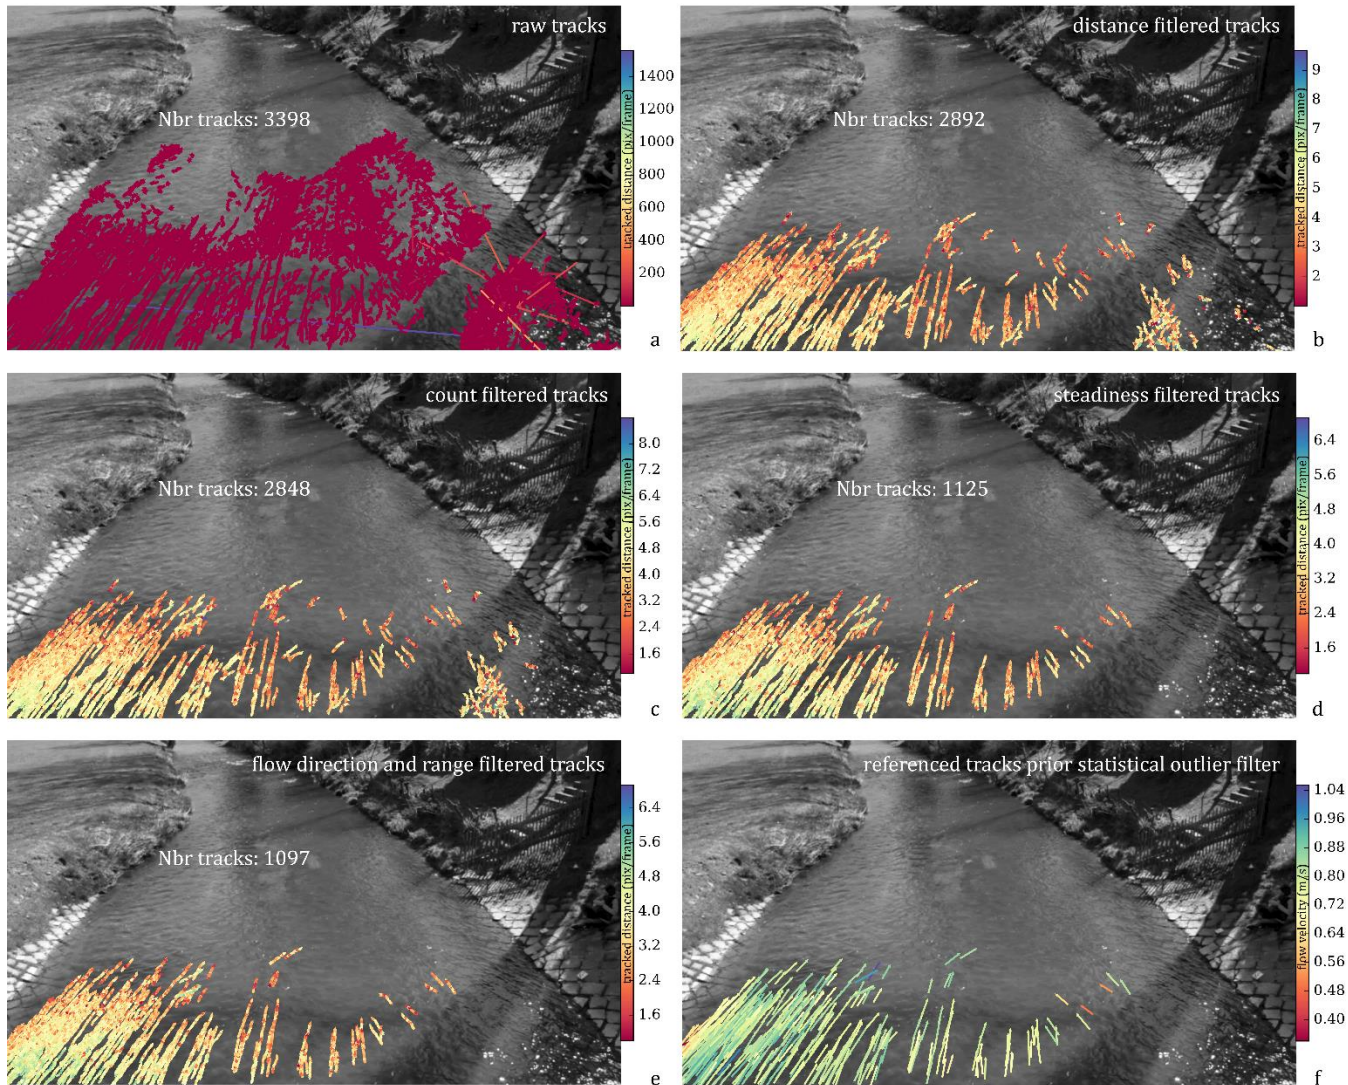 raw tracks
Nbr tracks: 3398
1400
1200
1000
800
600
400
200
tracked distance (pix/frame)
a
distance fitlered tracks
Nbr tracks: 2892
9
8
7
6
5
4
3
2
tracked distance (pix/frame)
b
count filtered tracks
Nbr tracks: 2848
8.0
7.2
6.4
5.6
4.8
4.0
3.2
2.4
1.6
tracked distance (pix/frame)
c
steadiness filtered tracks
Nbr tracks: 1125
6.4
5.6
4.8
4.0
3.2
2.4
1.6
tracked distance (pix/frame)
d
flow direction and range filtered tracks
Nbr tracks: 1097
6.4
5.6
4.8
4.0
3.2
2.4
1.6
tracked distance (pix/frame)
e
referenced tracks prior statistical outlier filter
1.04
0.96
0.88
0.80
0.72
0.64
0.56
0.48
0.40
flow velocity (m/s)
f